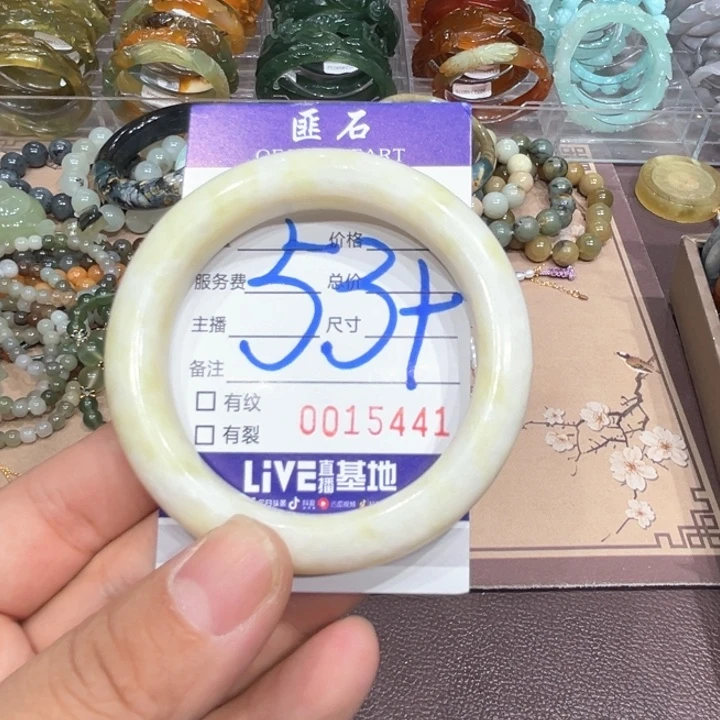 匪石
价格
服务费
总价
主播
尺寸
53+
备注
有纹
有裂
0015441
LiVE直播基地